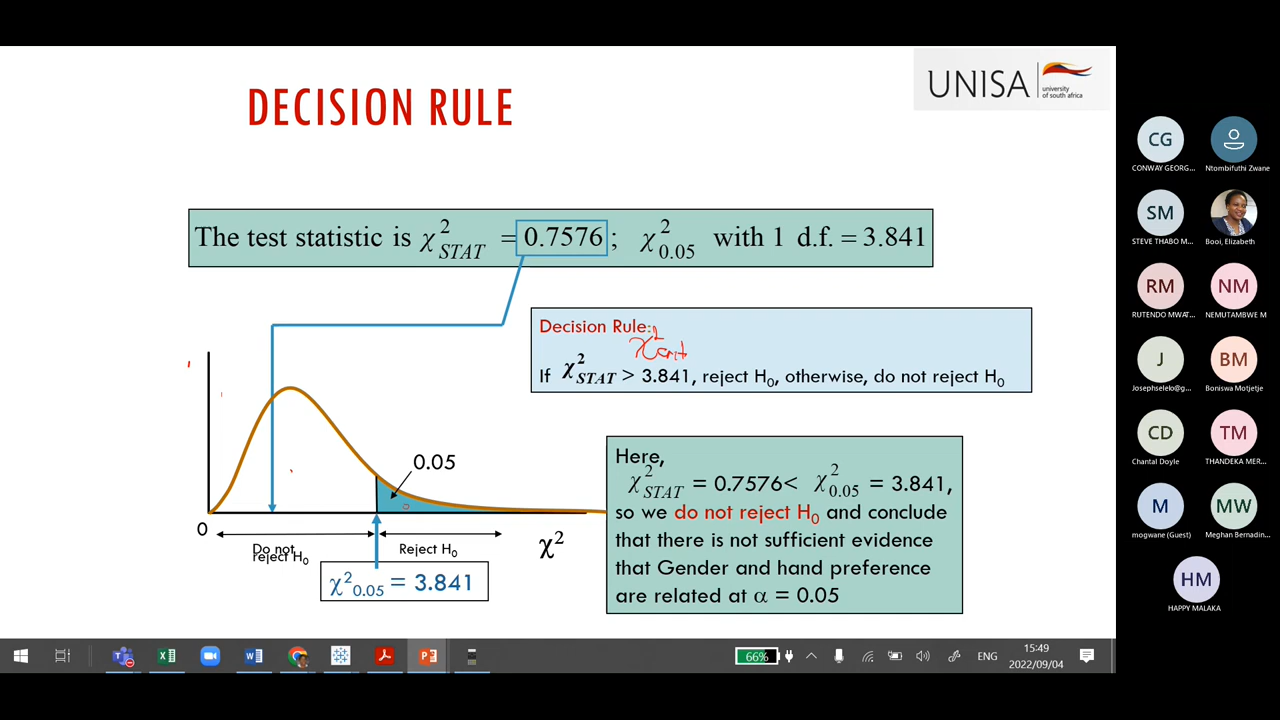 DECISION RULE
UNISA
university
of south africa
The test statistic is χ²STAT = 0.7576; χ²0.05 with 1 d.f. = 3.841
Decision Rule:
χ²crit
If χ²STAT > 3.841, reject H0, otherwise, do not reject H0
0.05
0
Do not
reject H0
Reject H0
χ²
χ²0.05 = 3.841
Here,
χ²STAT = 0.7576< χ²0.05 = 3.841,
so we do not reject H0 and conclude
that there is not sufficient evidence
that Gender and hand preference
are related at α = 0.05
CG
CONWAY GEORG...
Ntombifuthi Zwane
SM
STEVE THABO M...
Booi, Elizabeth
RM
RUTENDO MWAT...
NM
NEMUTAMBWE M
J
Josephselelo@g...
BM
Boniswa Motjetje
CD
Chantal Doyle
TM
THANDEKA MER...
M
mogwane (Guest)
MW
Meghan Bernadin...
HM
HAPPY MALAKA
66%
ENG
15:49
2022/09/04